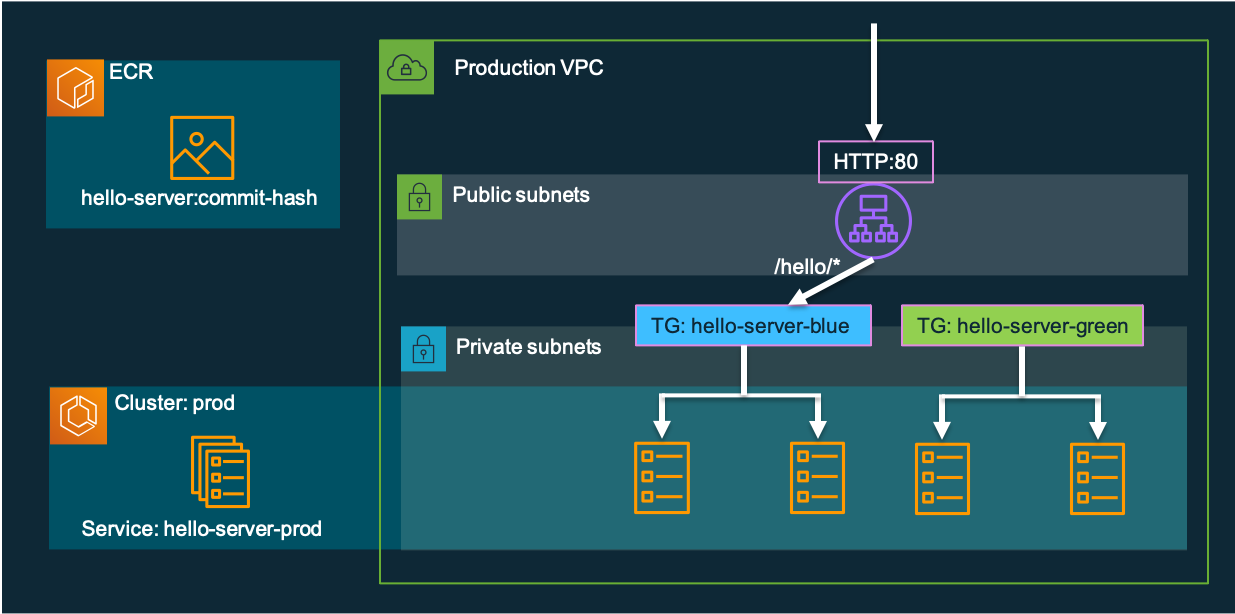 ECR
hello-server:commit-hash
Production VPC
HTTP:80
Public subnets
/hello/*
TG: hello-server-blue
TG: hello-server-green
Private subnets
Cluster: prod
Service: hello-server-prod